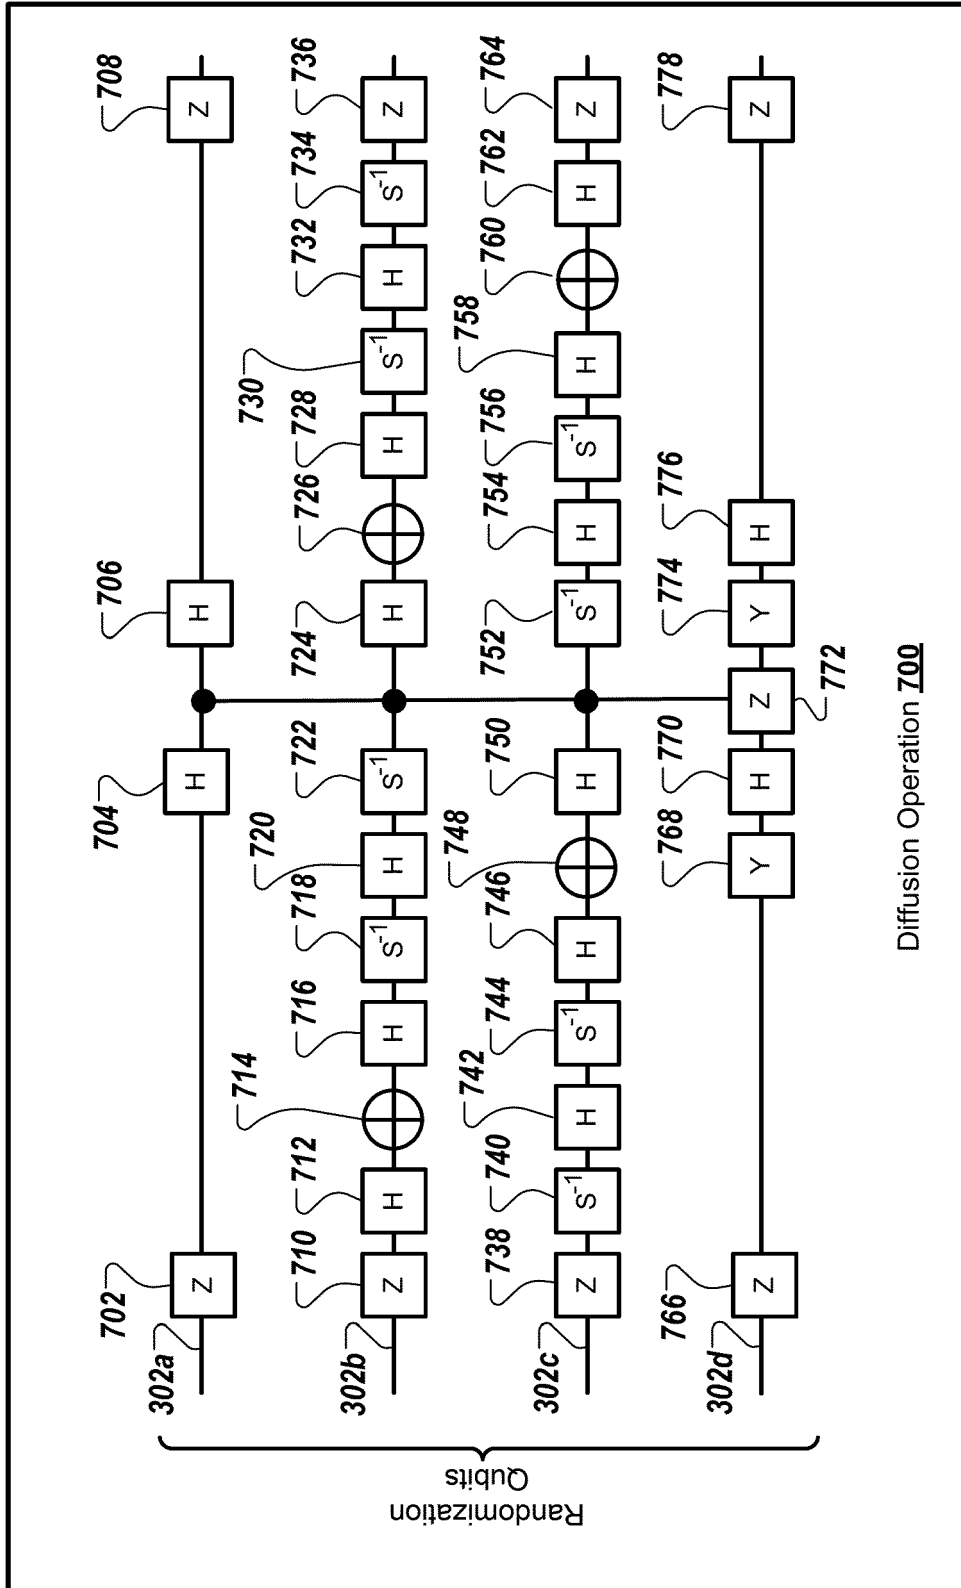 Randomization
Qubits
302a 702 704 706 708
Z H H Z
302b 710 712 714 716 718 720 722 724 726 728 730 732 734 736
Z H H S⁻¹ H S⁻¹ H H S⁻¹ H S⁻¹ Z
302c 738 740 742 744 746 748 750 752 754 756 758 760 762 764
Z S⁻¹ H S⁻¹ H H S⁻¹ H S⁻¹ H H Z
302d 766 768 770 774 776 778
Z Y H Z Y H Z
772
Diffusion Operation 700